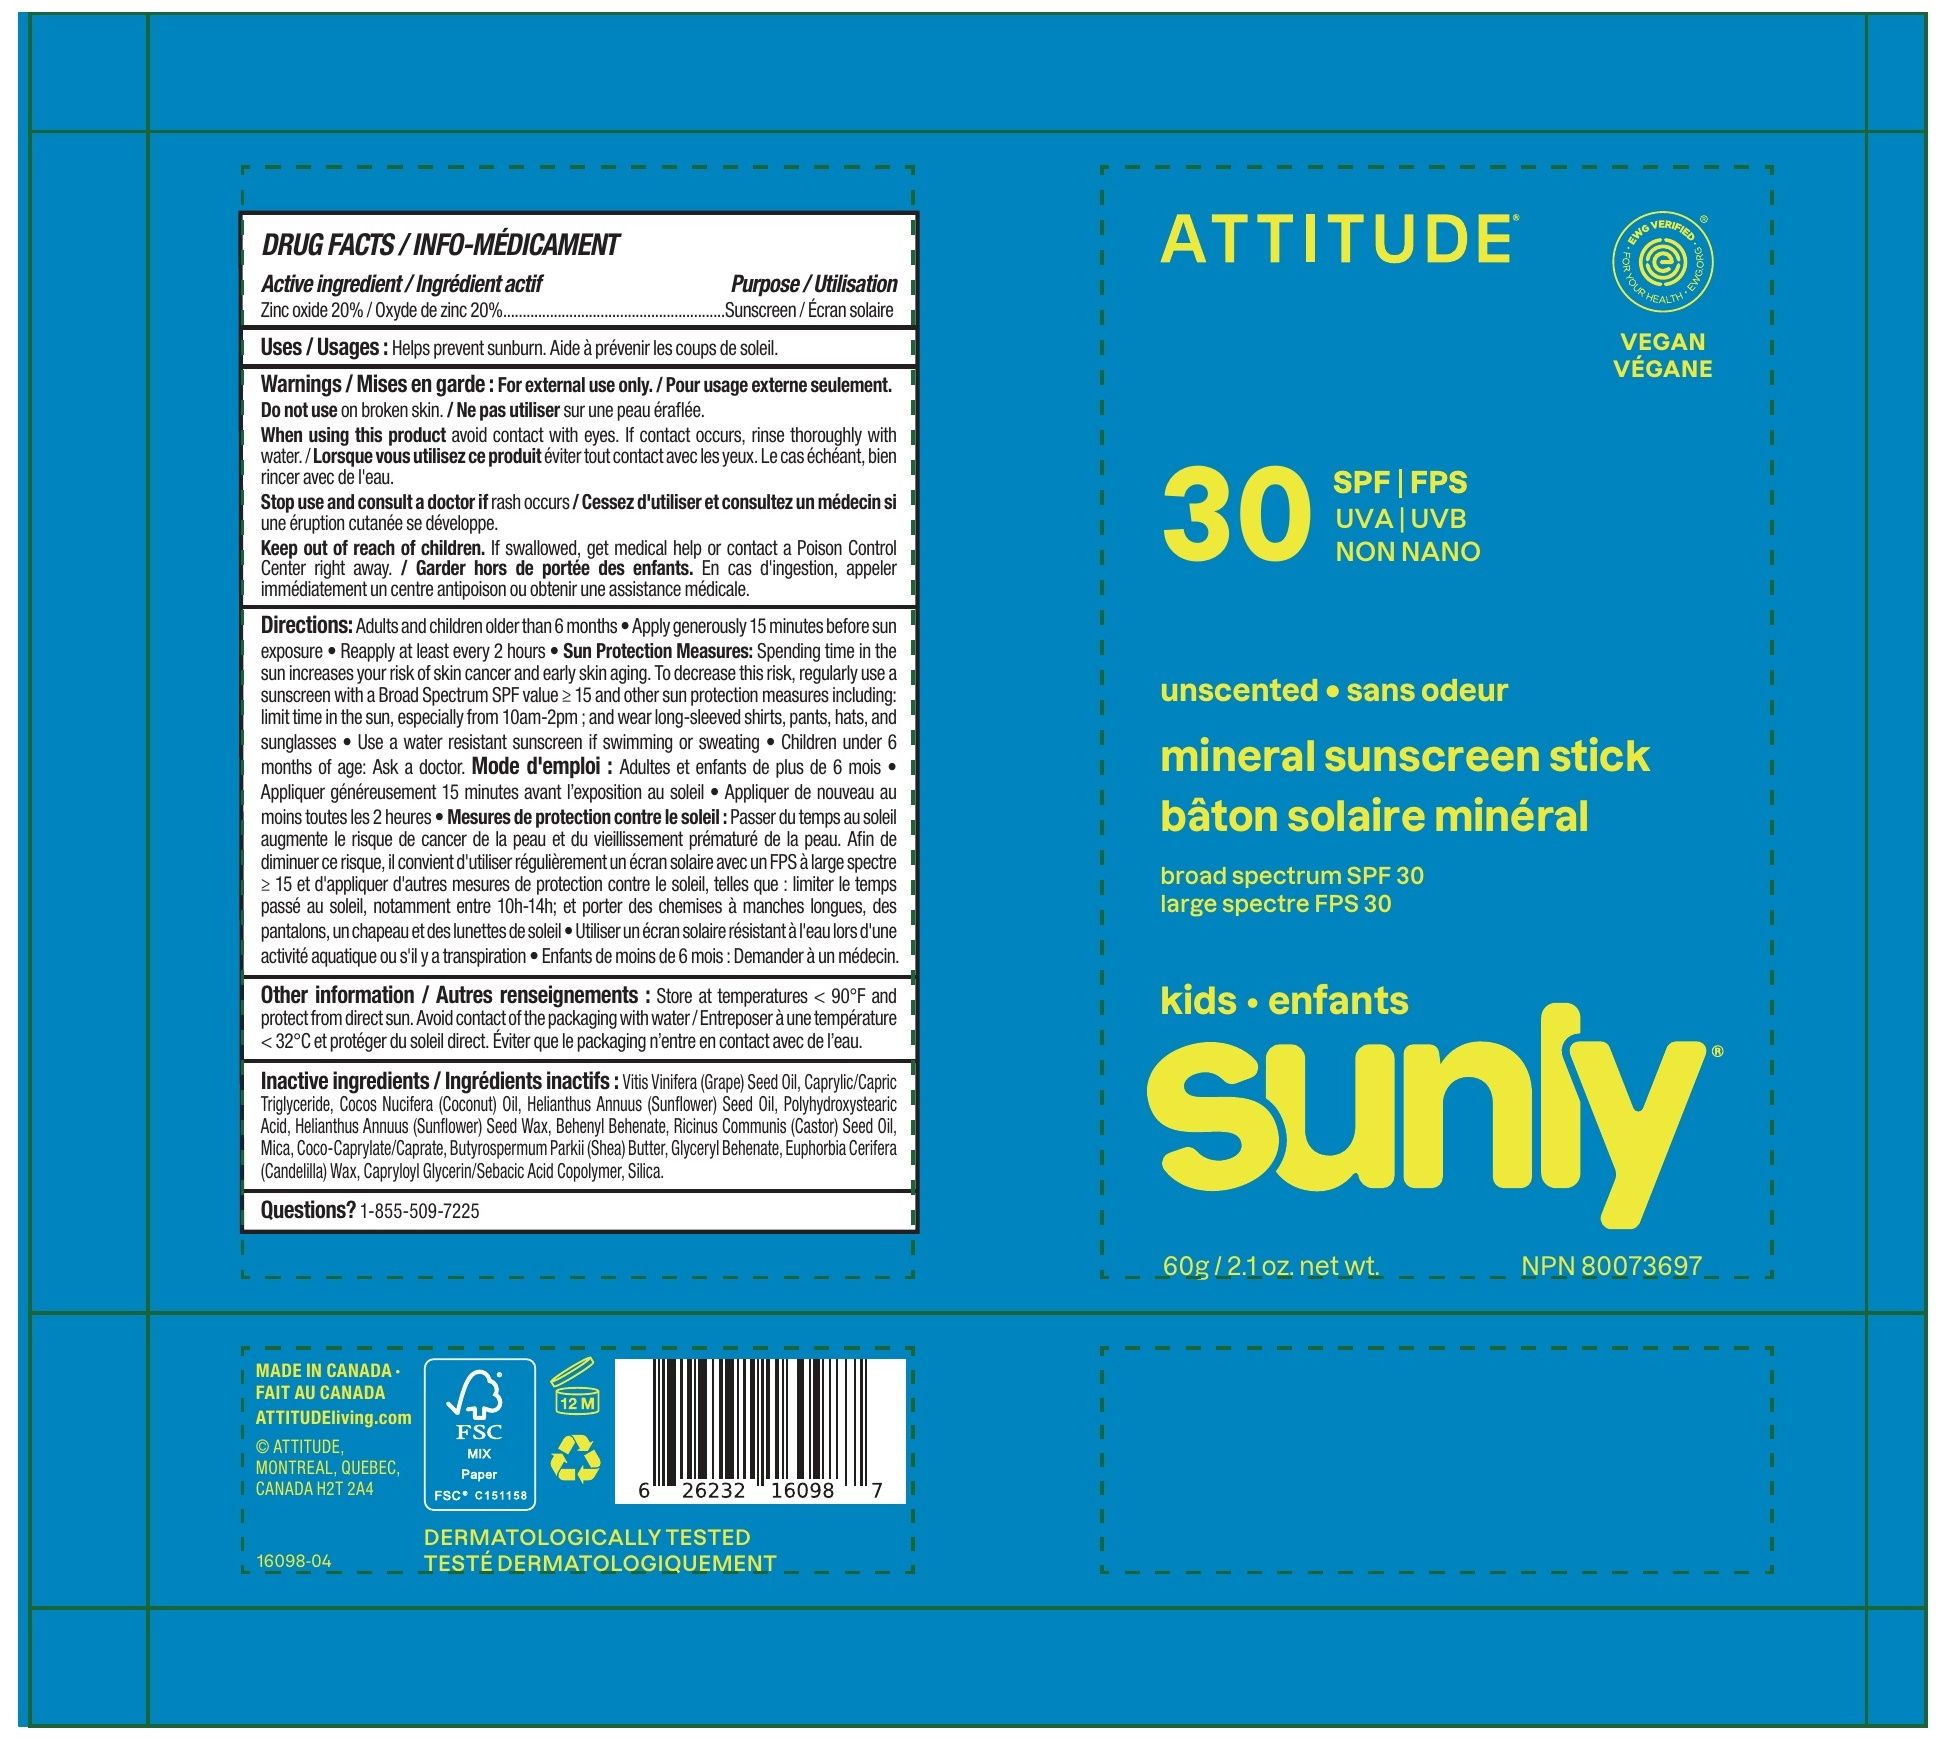 DRUG FACTS / INFO-MÉDICAMENT
Active ingredient / Ingrédient actif Purpose / Utilisation
Zinc oxide 20% / Oxyde de zinc 20%.........................................................Sunscreen / Écran solaire
Uses / Usages : Helps prevent sunburn. Aide à prévenir les coups de soleil.
Warnings / Mises en garde : For external use only. / Pour usage externe seulement.
Do not use on broken skin. / Ne pas utiliser sur une peau éraflée.
When using this product avoid contact with eyes. If contact occurs, rinse thoroughly with
water. / Lorsque vous utilisez ce produit éviter tout contact avec les yeux. Le cas échéant, bien
rincer avec de l'eau.
Stop use and consult a doctor if rash occurs / Cessez d'utiliser et consultez un médecin si
une éruption cutanée se développe.
Keep out of reach of children. If swallowed, get medical help or contact a Poison Control
Center right away. / Garder hors de portée des enfants. En cas d'ingestion, appeler
immédiatement un centre antipoison ou obtenir une assistance médicale.
Directions: Adults and children older than 6 months • Apply generously 15 minutes before sun
exposure • Reapply at least every 2 hours • Sun Protection Measures: Spending time in the
sun increases your risk of skin cancer and early skin aging. To decrease this risk, regularly use a
sunscreen with a Broad Spectrum SPF value ≥ 15 and other sun protection measures including:
limit time in the sun, especially from 10am-2pm ; and wear long-sleeved shirts, pants, hats, and
sunglasses • Use a water resistant sunscreen if swimming or sweating • Children under 6
months of age: Ask a doctor. Mode d'emploi : Adultes et enfants de plus de 6 mois •
Appliquer généreusement 15 minutes avant l’exposition au soleil • Appliquer de nouveau au
moins toutes les 2 heures • Mesures de protection contre le soleil : Passer du temps au soleil
augmente le risque de cancer de la peau et du vieillissement prématuré de la peau. Afin de
diminuer ce risque, il convient d'utiliser régulièrement un écran solaire avec un FPS à large spectre
≥ 15 et d'appliquer d'autres mesures de protection contre le soleil, telles que : limiter le temps
passé au soleil, notamment entre 10h-14h; et porter des chemises à manches longues, des
pantalons, un chapeau et des lunettes de soleil • Utiliser un écran solaire résistant à l'eau lors d'une
activité aquatique ou s'il y a transpiration • Enfants de moins de 6 mois : Demander à un médecin.
Other information / Autres renseignements : Store at temperatures < 90°F and
protect from direct sun. Avoid contact of the packaging with water / Entreposer à une température
< 32°C et protéger du soleil direct. Éviter que le packaging n’entre en contact avec de l’eau.
Inactive ingredients / Ingrédients inactifs : Vitis Vinifera (Grape) Seed Oil, Caprylic/Capric
Triglyceride, Cocos Nucifera (Coconut) Oil, Helianthus Annuus (Sunflower) Seed Oil, Polyhydroxystearic
Acid, Helianthus Annuus (Sunflower) Seed Wax, Behenyl Behenate, Ricinus Communis (Castor) Seed Oil,
Mica, Coco-Caprylate/Caprate, Butyrospermum Parkii (Shea) Butter, Glyceryl Behenate, Euphorbia Cerifera
(Candelilla) Wax, Capryloyl Glycerin/Sebacic Acid Copolymer, Silica.
Questions? 1-855-509-7225
ATTITUDE®
EWG VERIFIED ® • FOR YOUR HEALTH • EWG.ORG
VEGAN
VÉGANE
30
SPF | FPS
UVA | UVB
NON NANO
unscented • sans odeur
mineral sunscreen stick
bâton solaire minéral
broad spectrum SPF 30
large spectre FPS 30
kids • enfants
sunly®
60g / 2.1 oz. net wt. NPN 80073697
MADE IN CANADA •
FAIT AU CANADA
ATTITUDEliving.com
© ATTITUDE,
MONTREAL, QUEBEC,
CANADA H2T 2A4
16098-04
FSC
MIX
Paper
FSC® C151158
12 M
6 26232 16098 7
DERMATOLOGICALLY TESTED
TESTÉ DERMATOLOGIQUEMENT